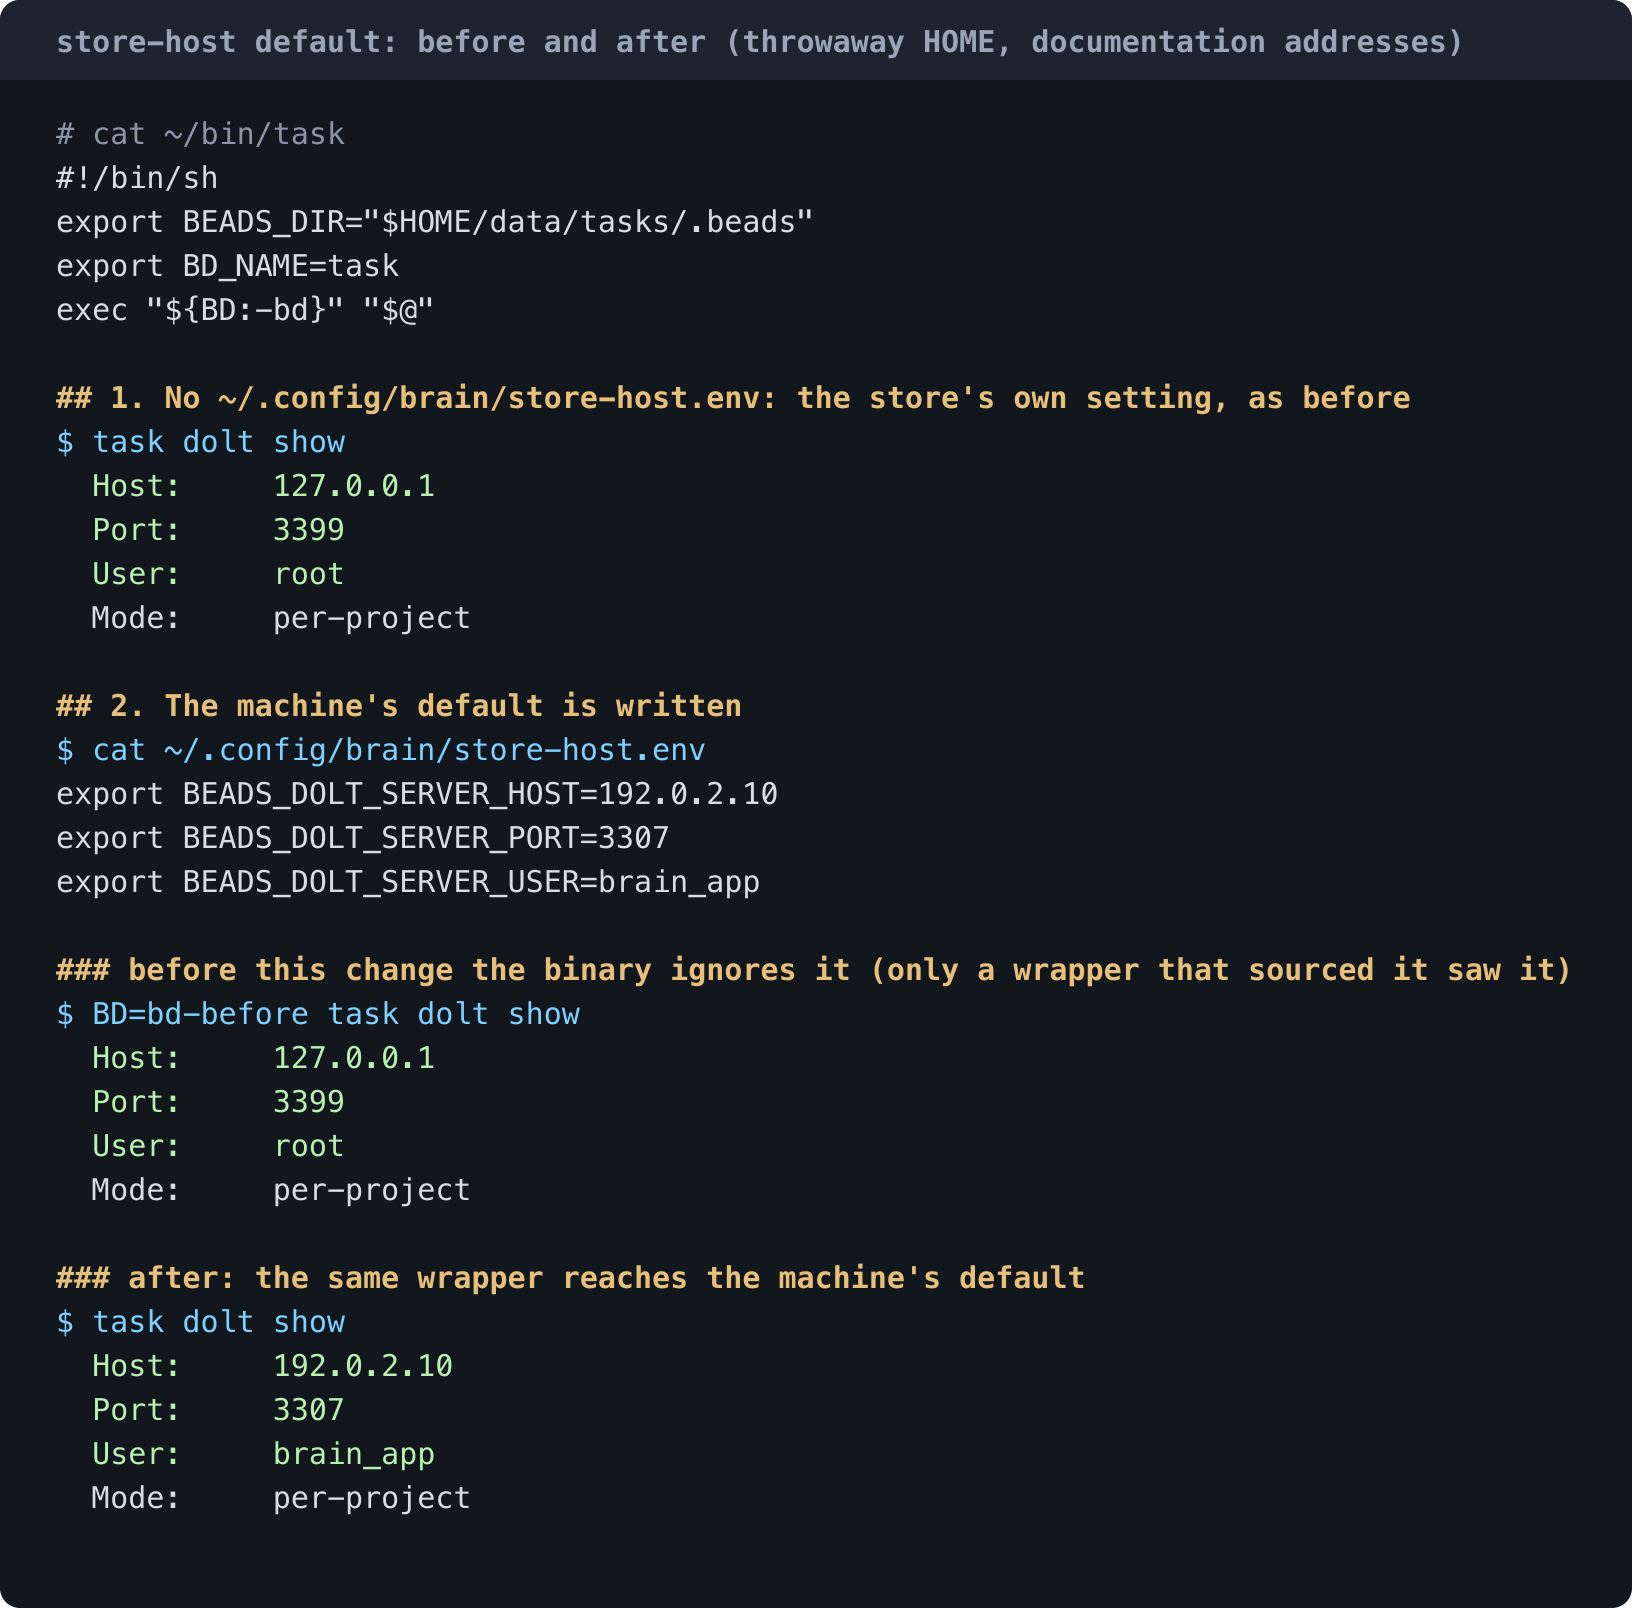 store-host default: before and after (throwaway HOME, documentation addresses)
# cat ~/bin/task
#!/bin/sh
export BEADS_DIR="$HOME/data/tasks/.beads"
export BD_NAME=task
exec "${BD:-bd}" "$@"
## 1. No ~/.config/brain/store-host.env: the store's own setting, as before
$ task dolt show
  Host:     127.0.0.1
  Port:     3399
  User:     root
  Mode:     per-project
## 2. The machine's default is written
$ cat ~/.config/brain/store-host.env
export BEADS_DOLT_SERVER_HOST=192.0.2.10
export BEADS_DOLT_SERVER_PORT=3307
export BEADS_DOLT_SERVER_USER=brain_app
### before this change the binary ignores it (only a wrapper that sourced it saw it)
$ BD=bd-before task dolt show
  Host:     127.0.0.1
  Port:     3399
  User:     root
  Mode:     per-project
### after: the same wrapper reaches the machine's default
$ task dolt show
  Host:     192.0.2.10
  Port:     3307
  User:     brain_app
  Mode:     per-project